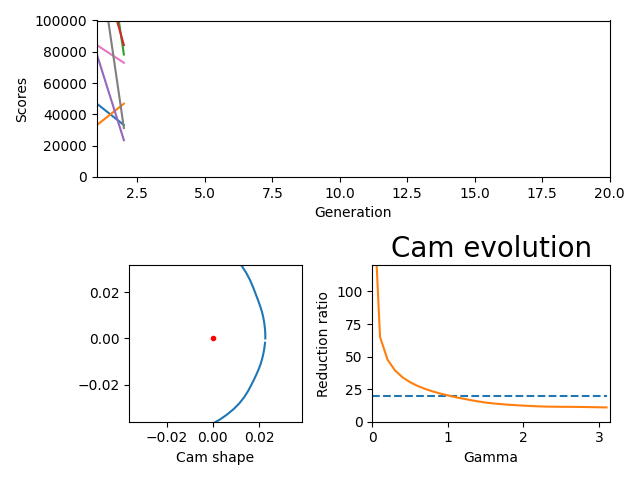 100000
80000
60000
40000
20000
0
Scores
2.5 5.0 7.5 10.0 12.5 15.0 17.5 20.0
Generation
Cam evolution
0.02
0.00
−0.02
−0.02 0.00 0.02
Cam shape
100
75
50
25
0
Reduction ratio
0 1 2 3
Gamma